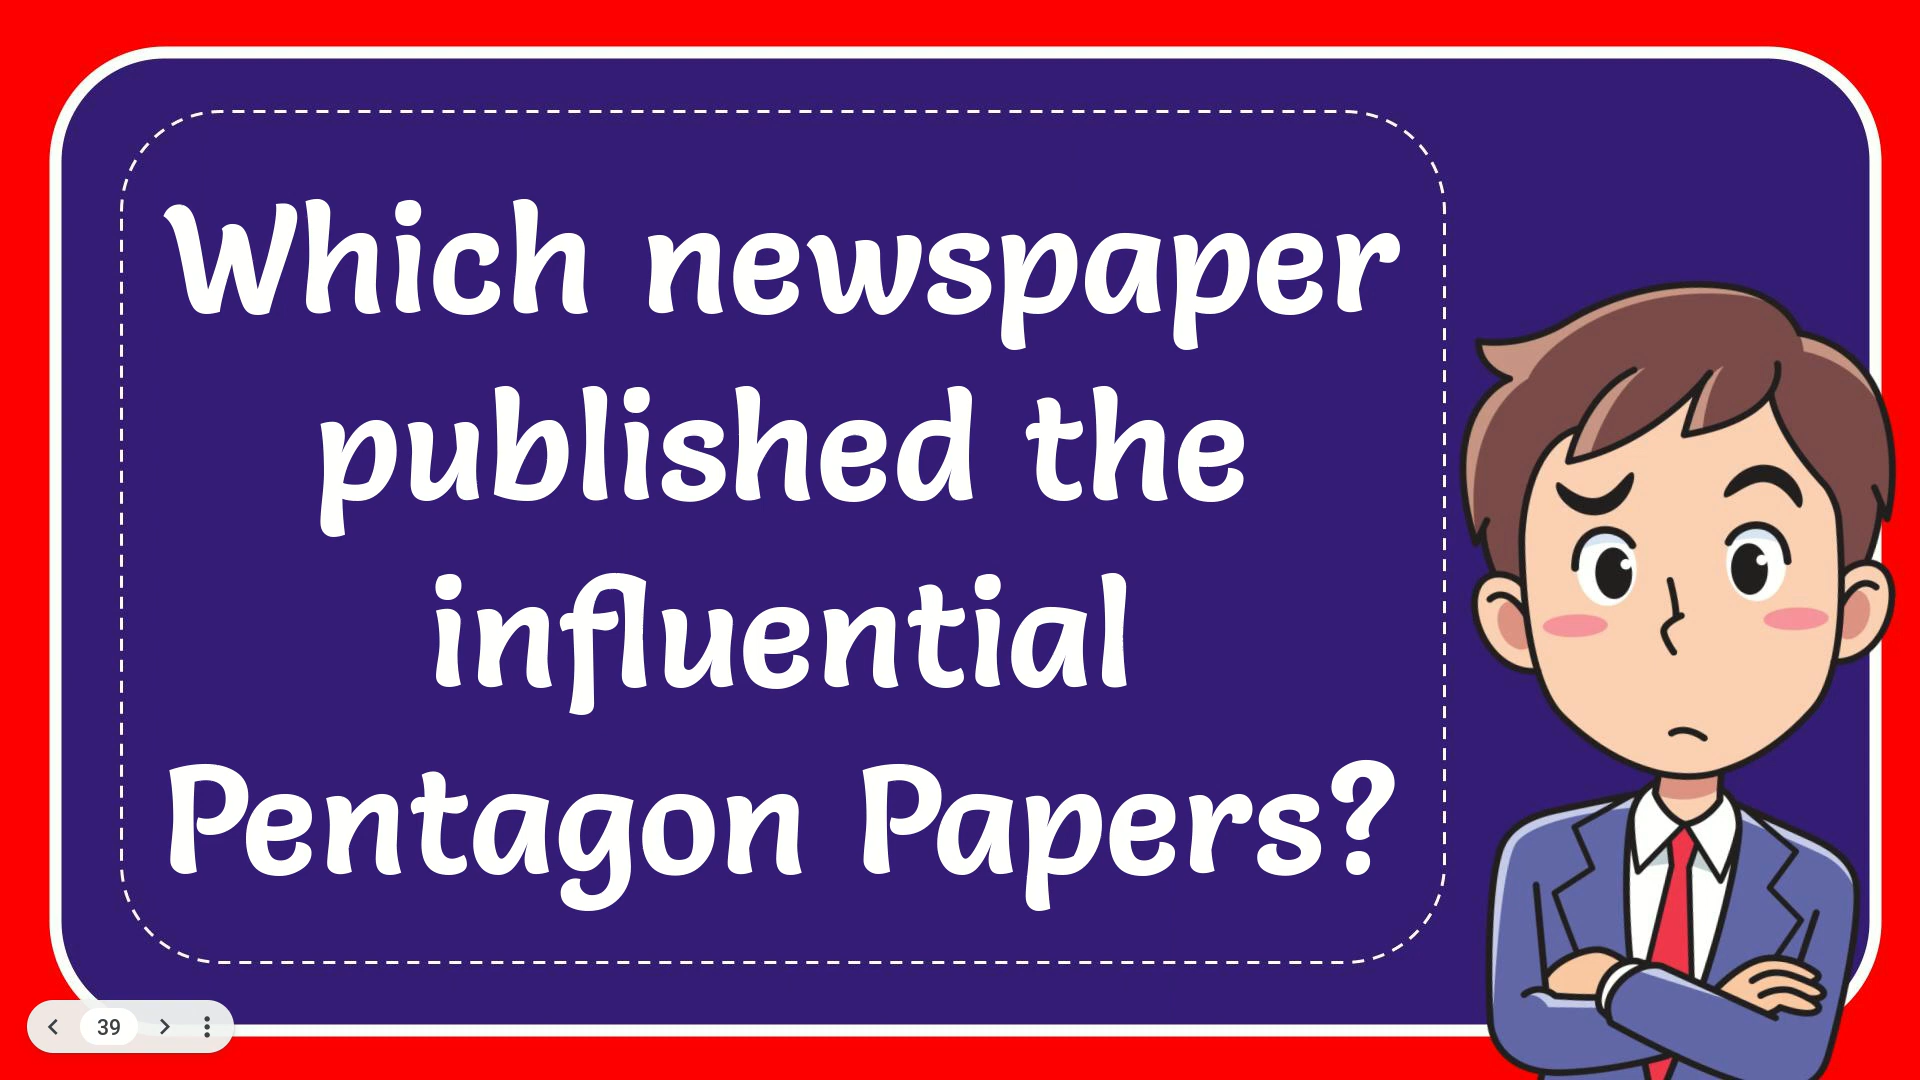 Which newspaper
published the
influential
Pentagon Papers?
39